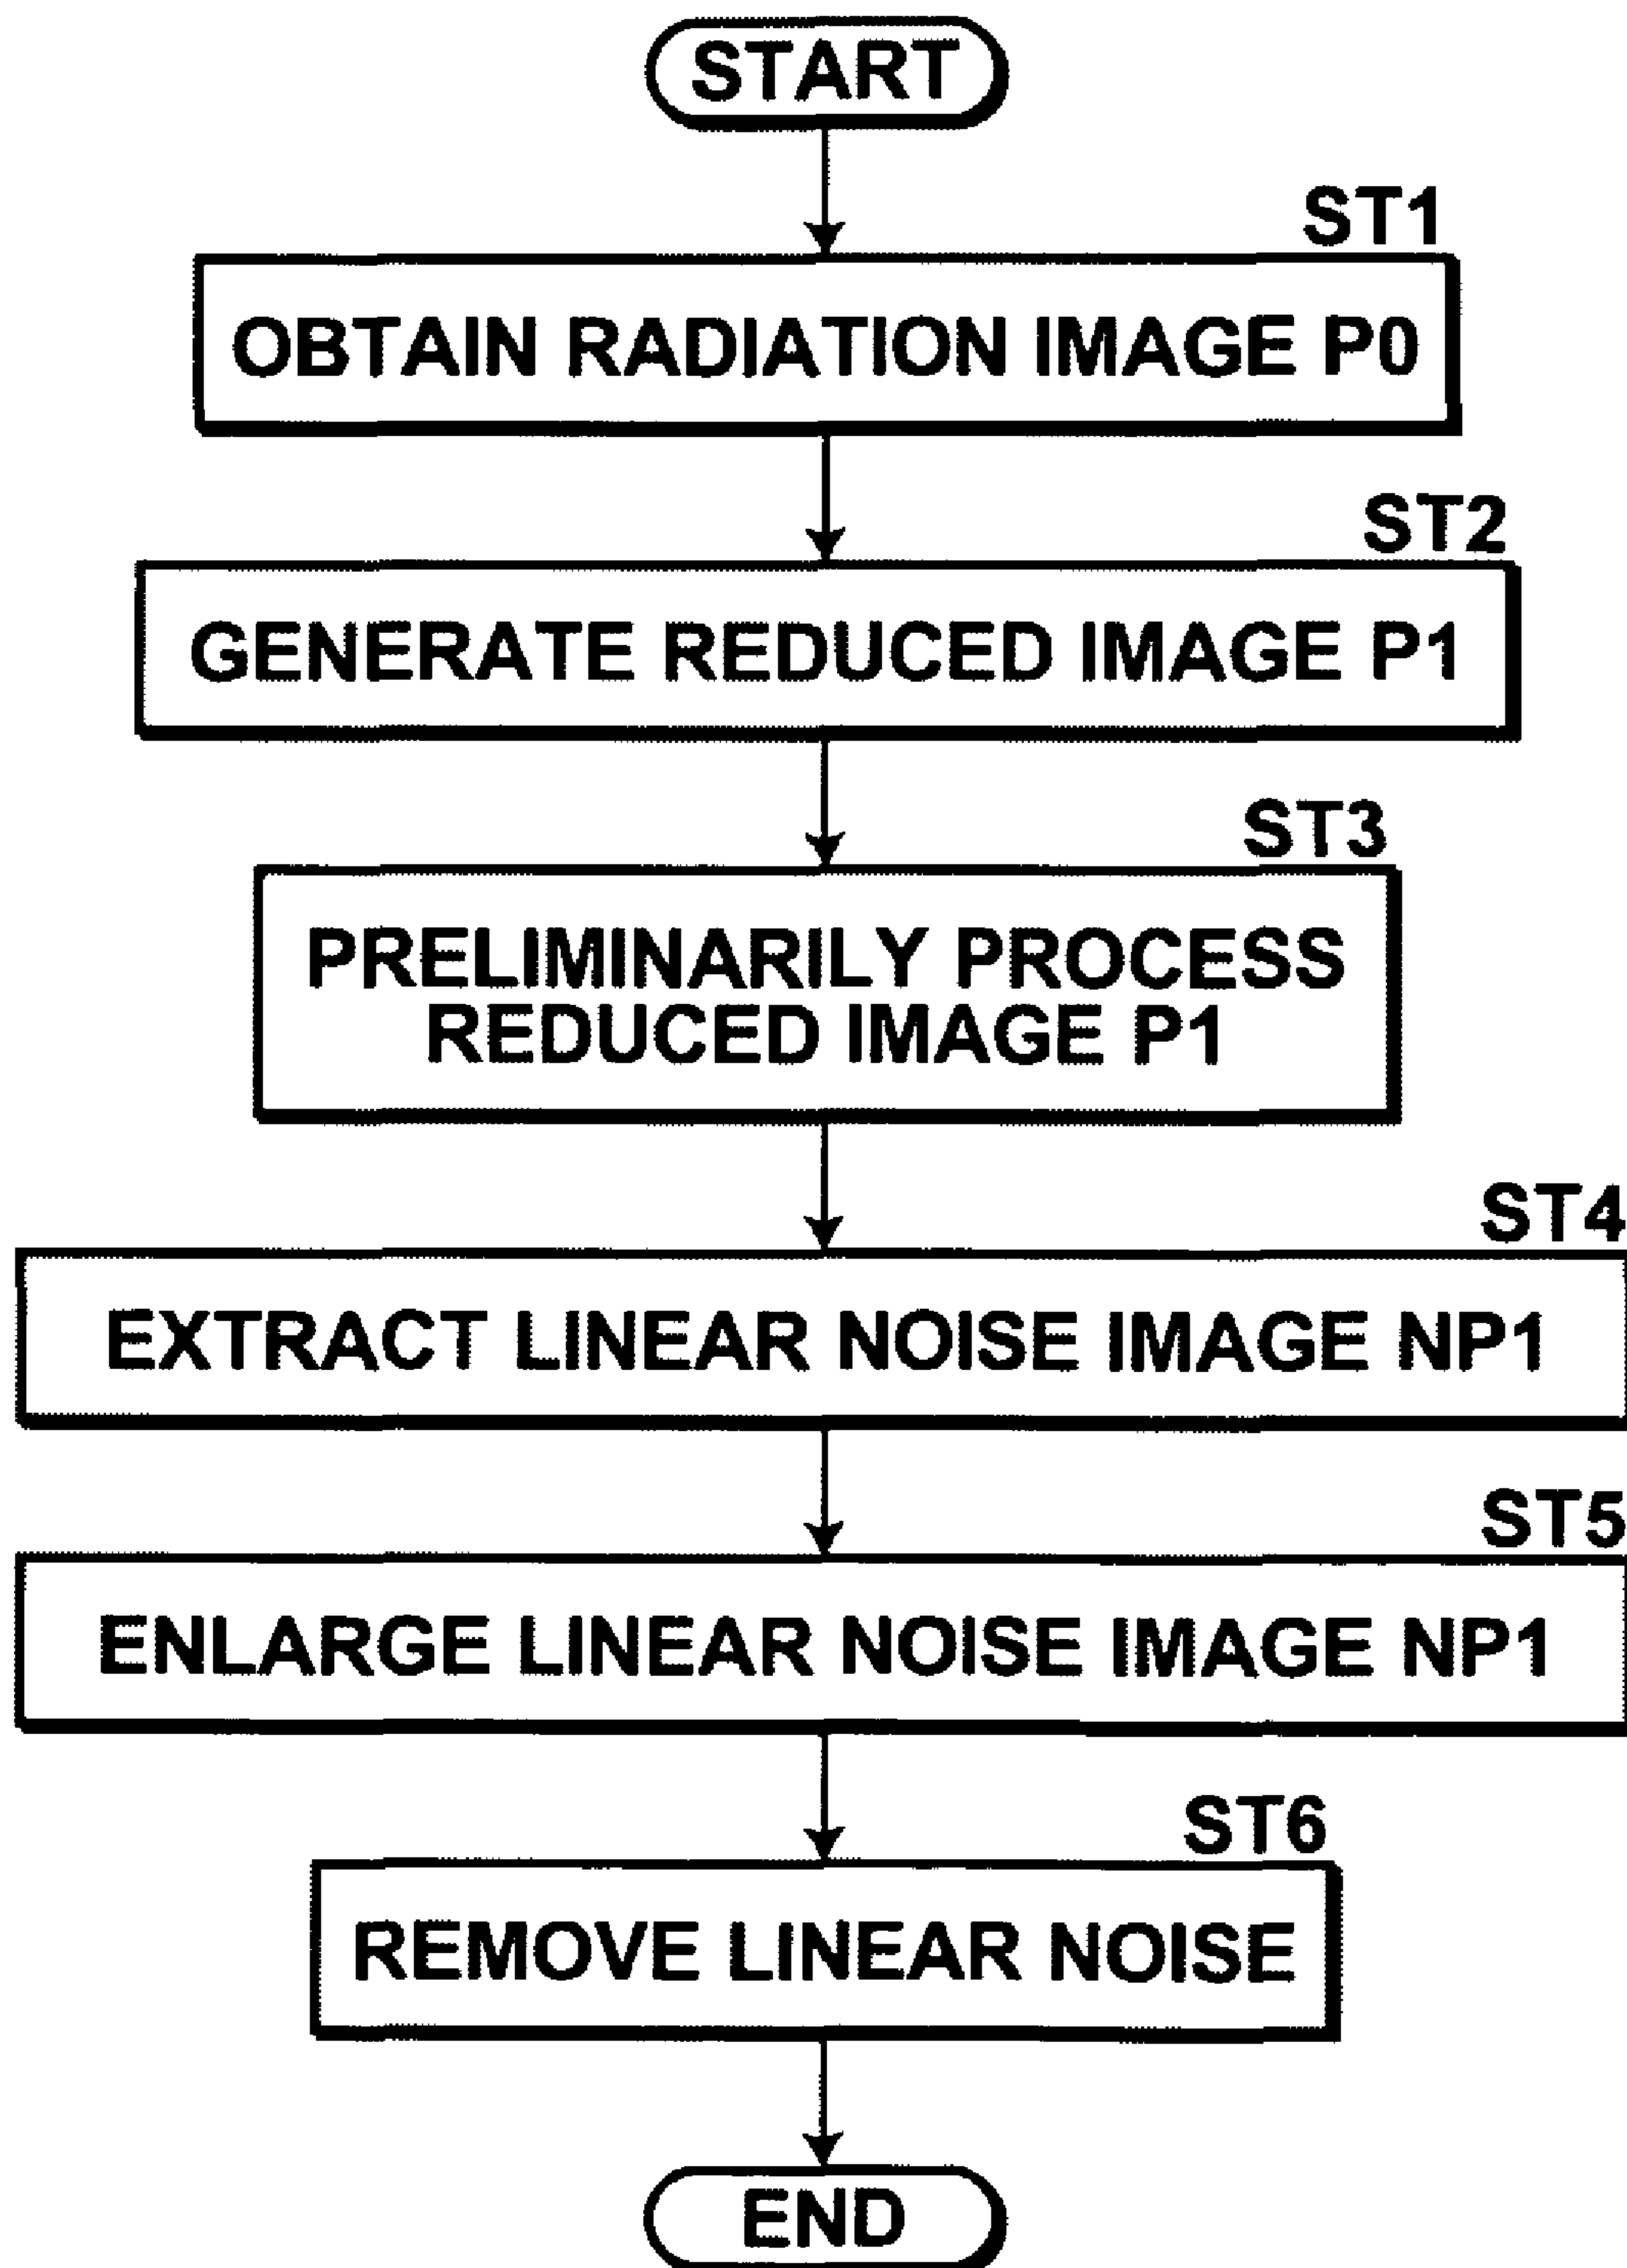 START
ST1
OBTAIN RADIATION IMAGE P0
ST2
GENERATE REDUCED IMAGE P1
ST3
PRELIMINARILY PROCESS
REDUCED IMAGE P1
ST4
EXTRACT LINEAR NOISE IMAGE NP1
ST5
ENLARGE LINEAR NOISE IMAGE NP1
ST6
REMOVE LINEAR NOISE
END